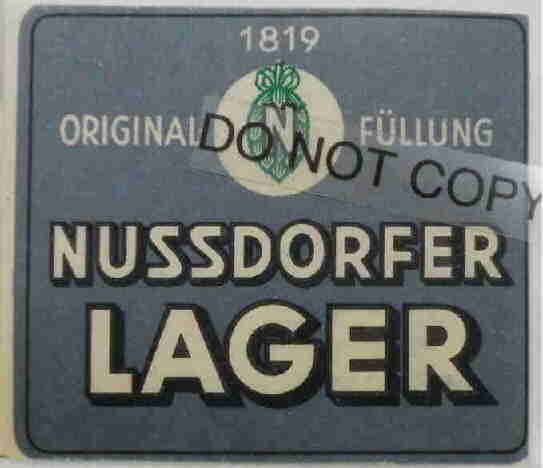 1819
ORIGINAL N FÜLLUNG
DO NOT COPY
NUSSDORFER
LAGER